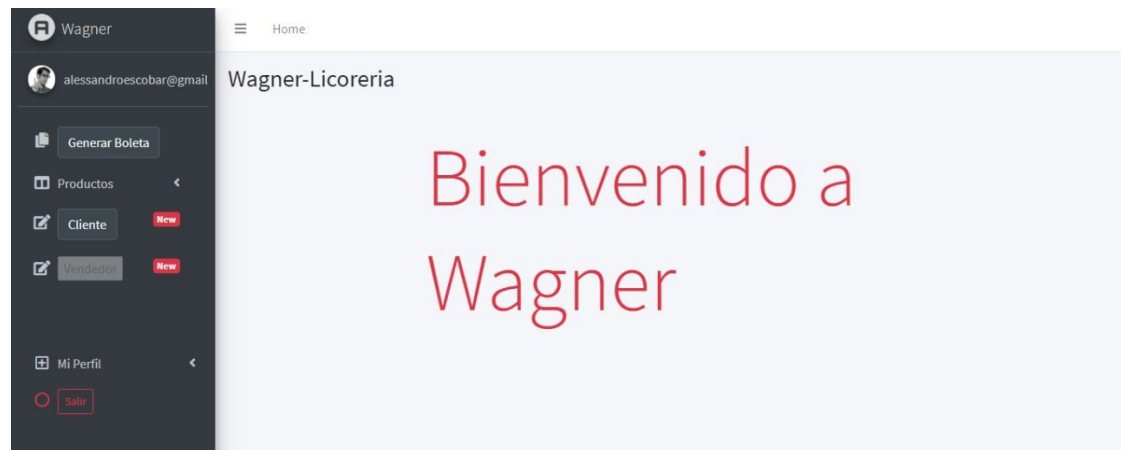 Wagner
Home
alessandroescobar@gmail
Wagner-Licoreria
Generar Boleta
Productos
Cliente New
Vendedor New
Mi Perfil
Salir
Bienvenido a
Wagner